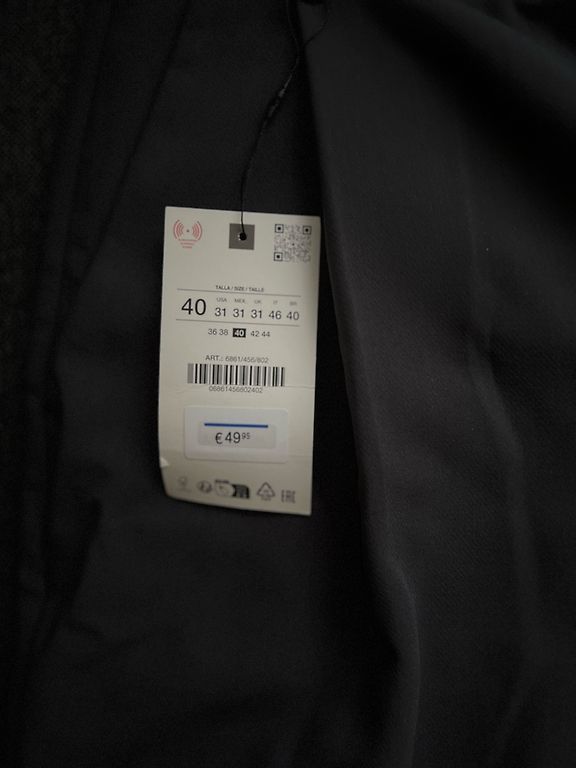 TALLA / SIZE / TAILLE
40 USA 31 MEX. 31 UK 31 IT 46 BR 40
36 38 40 42 44
ART.: 6861/456/802
06861456802402
€ 49 95
EAC